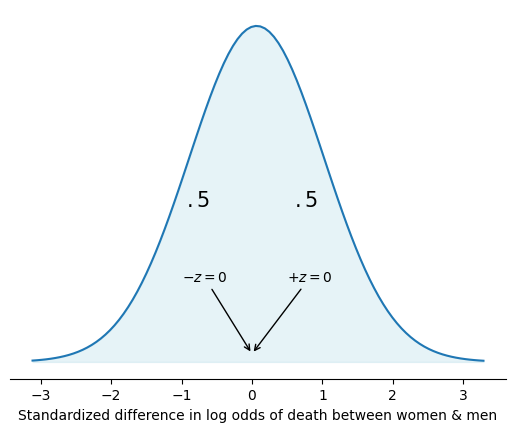 .5 .5
−z = 0 +z = 0
−3 −2 −1 0 1 2 3
Standardized difference in log odds of death between women & men